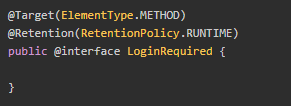 @Target(ElementType.METHOD)
@Retention(RetentionPolicy.RUNTIME)
public @interface LoginRequired {
}